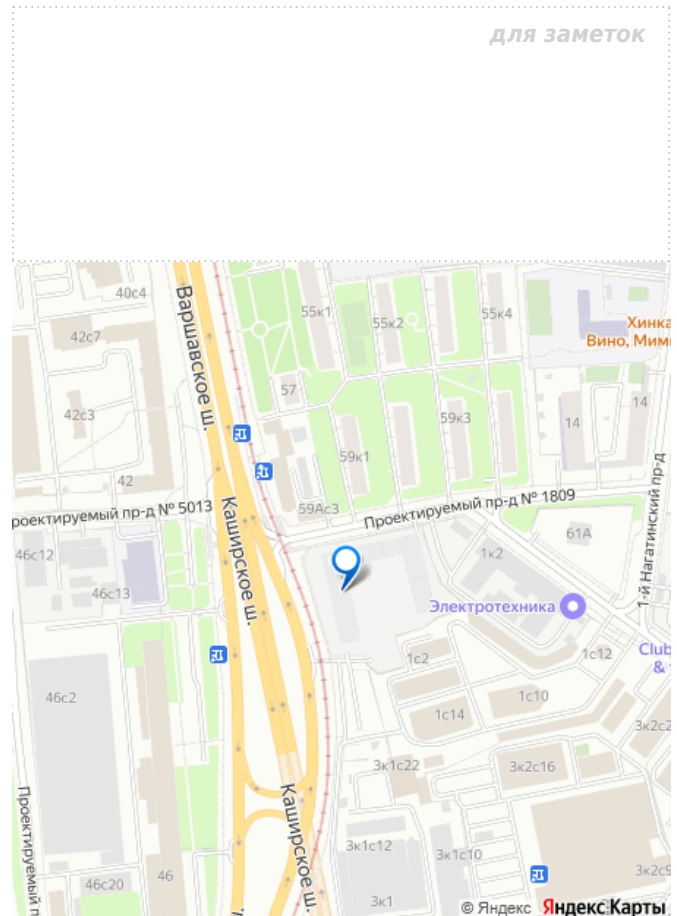 для заметок
40с4
Варшавское ш.
55к1
55к2
55к4
Хинка
Вино, Мими
42с7
57
42с3
59к3
14
14
59к1
42
59Ас3
роектируемый пр-д № 5013
Проектируемый пр-д № 1809
61А
1-й Нагатинский пр-д
46с12
Каширское ш.
1к2
46с13
Электротехника
1с2
1с12
Club
&
46с2
1с10
1с14
3к2с2
3к1с22
3к2с16
Проектируемый п
Каширское ш.
3к1с12
3к1с10
3к2с9
46с20
46
3к1
© Яндекс Яндекс Карты